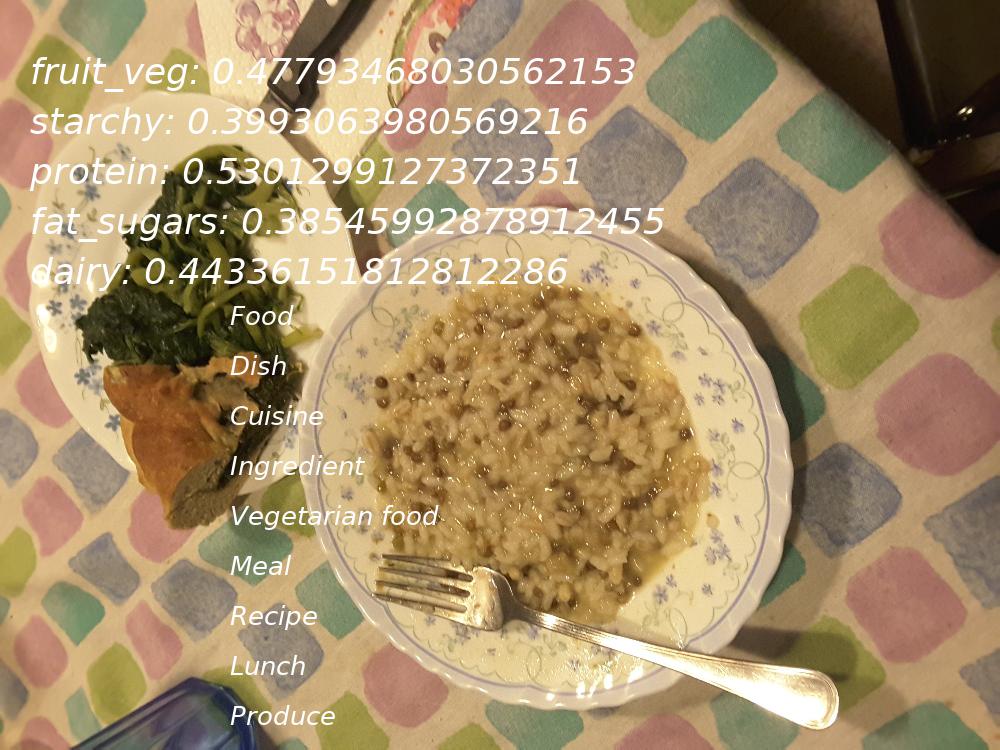 fruit_veg: 0.47793468030562153
starchy: 0.3993063980569216
protein: 0.5301299127372351
fat_sugars: 0.38545992878912455
dairy: 0.44336151812812286
Food
Dish
Cuisine
Ingredient
Vegetarian food
Meal
Recipe
Lunch
Produce